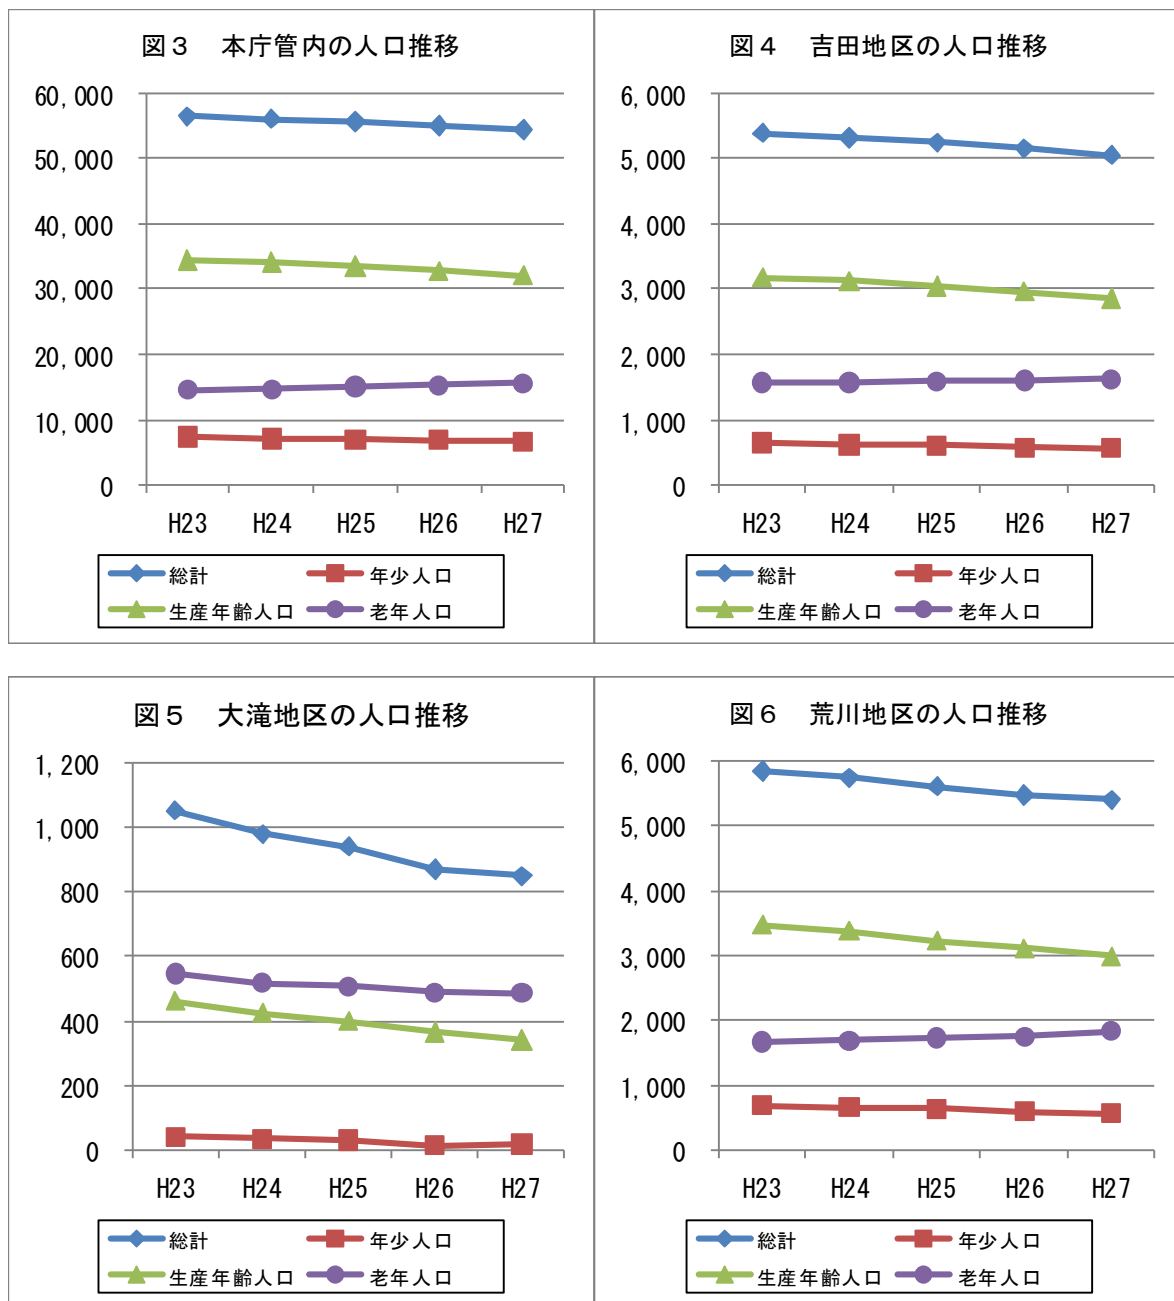 図３　本庁管内の人口推移
60,000
50,000
40,000
30,000
20,000
10,000
0
H23 H24 H25 H26 H27
総計 年少人口
生産年齢人口 老年人口
図４　吉田地区の人口推移
6,000
5,000
4,000
3,000
2,000
1,000
0
H23 H24 H25 H26 H27
総計 年少人口
生産年齢人口 老年人口
図５　大滝地区の人口推移
1,200
1,000
800
600
400
200
0
H23 H24 H25 H26 H27
総計 年少人口
生産年齢人口 老年人口
図６　荒川地区の人口推移
6,000
5,000
4,000
3,000
2,000
1,000
0
H23 H24 H25 H26 H27
総計 年少人口
生産年齢人口 老年人口